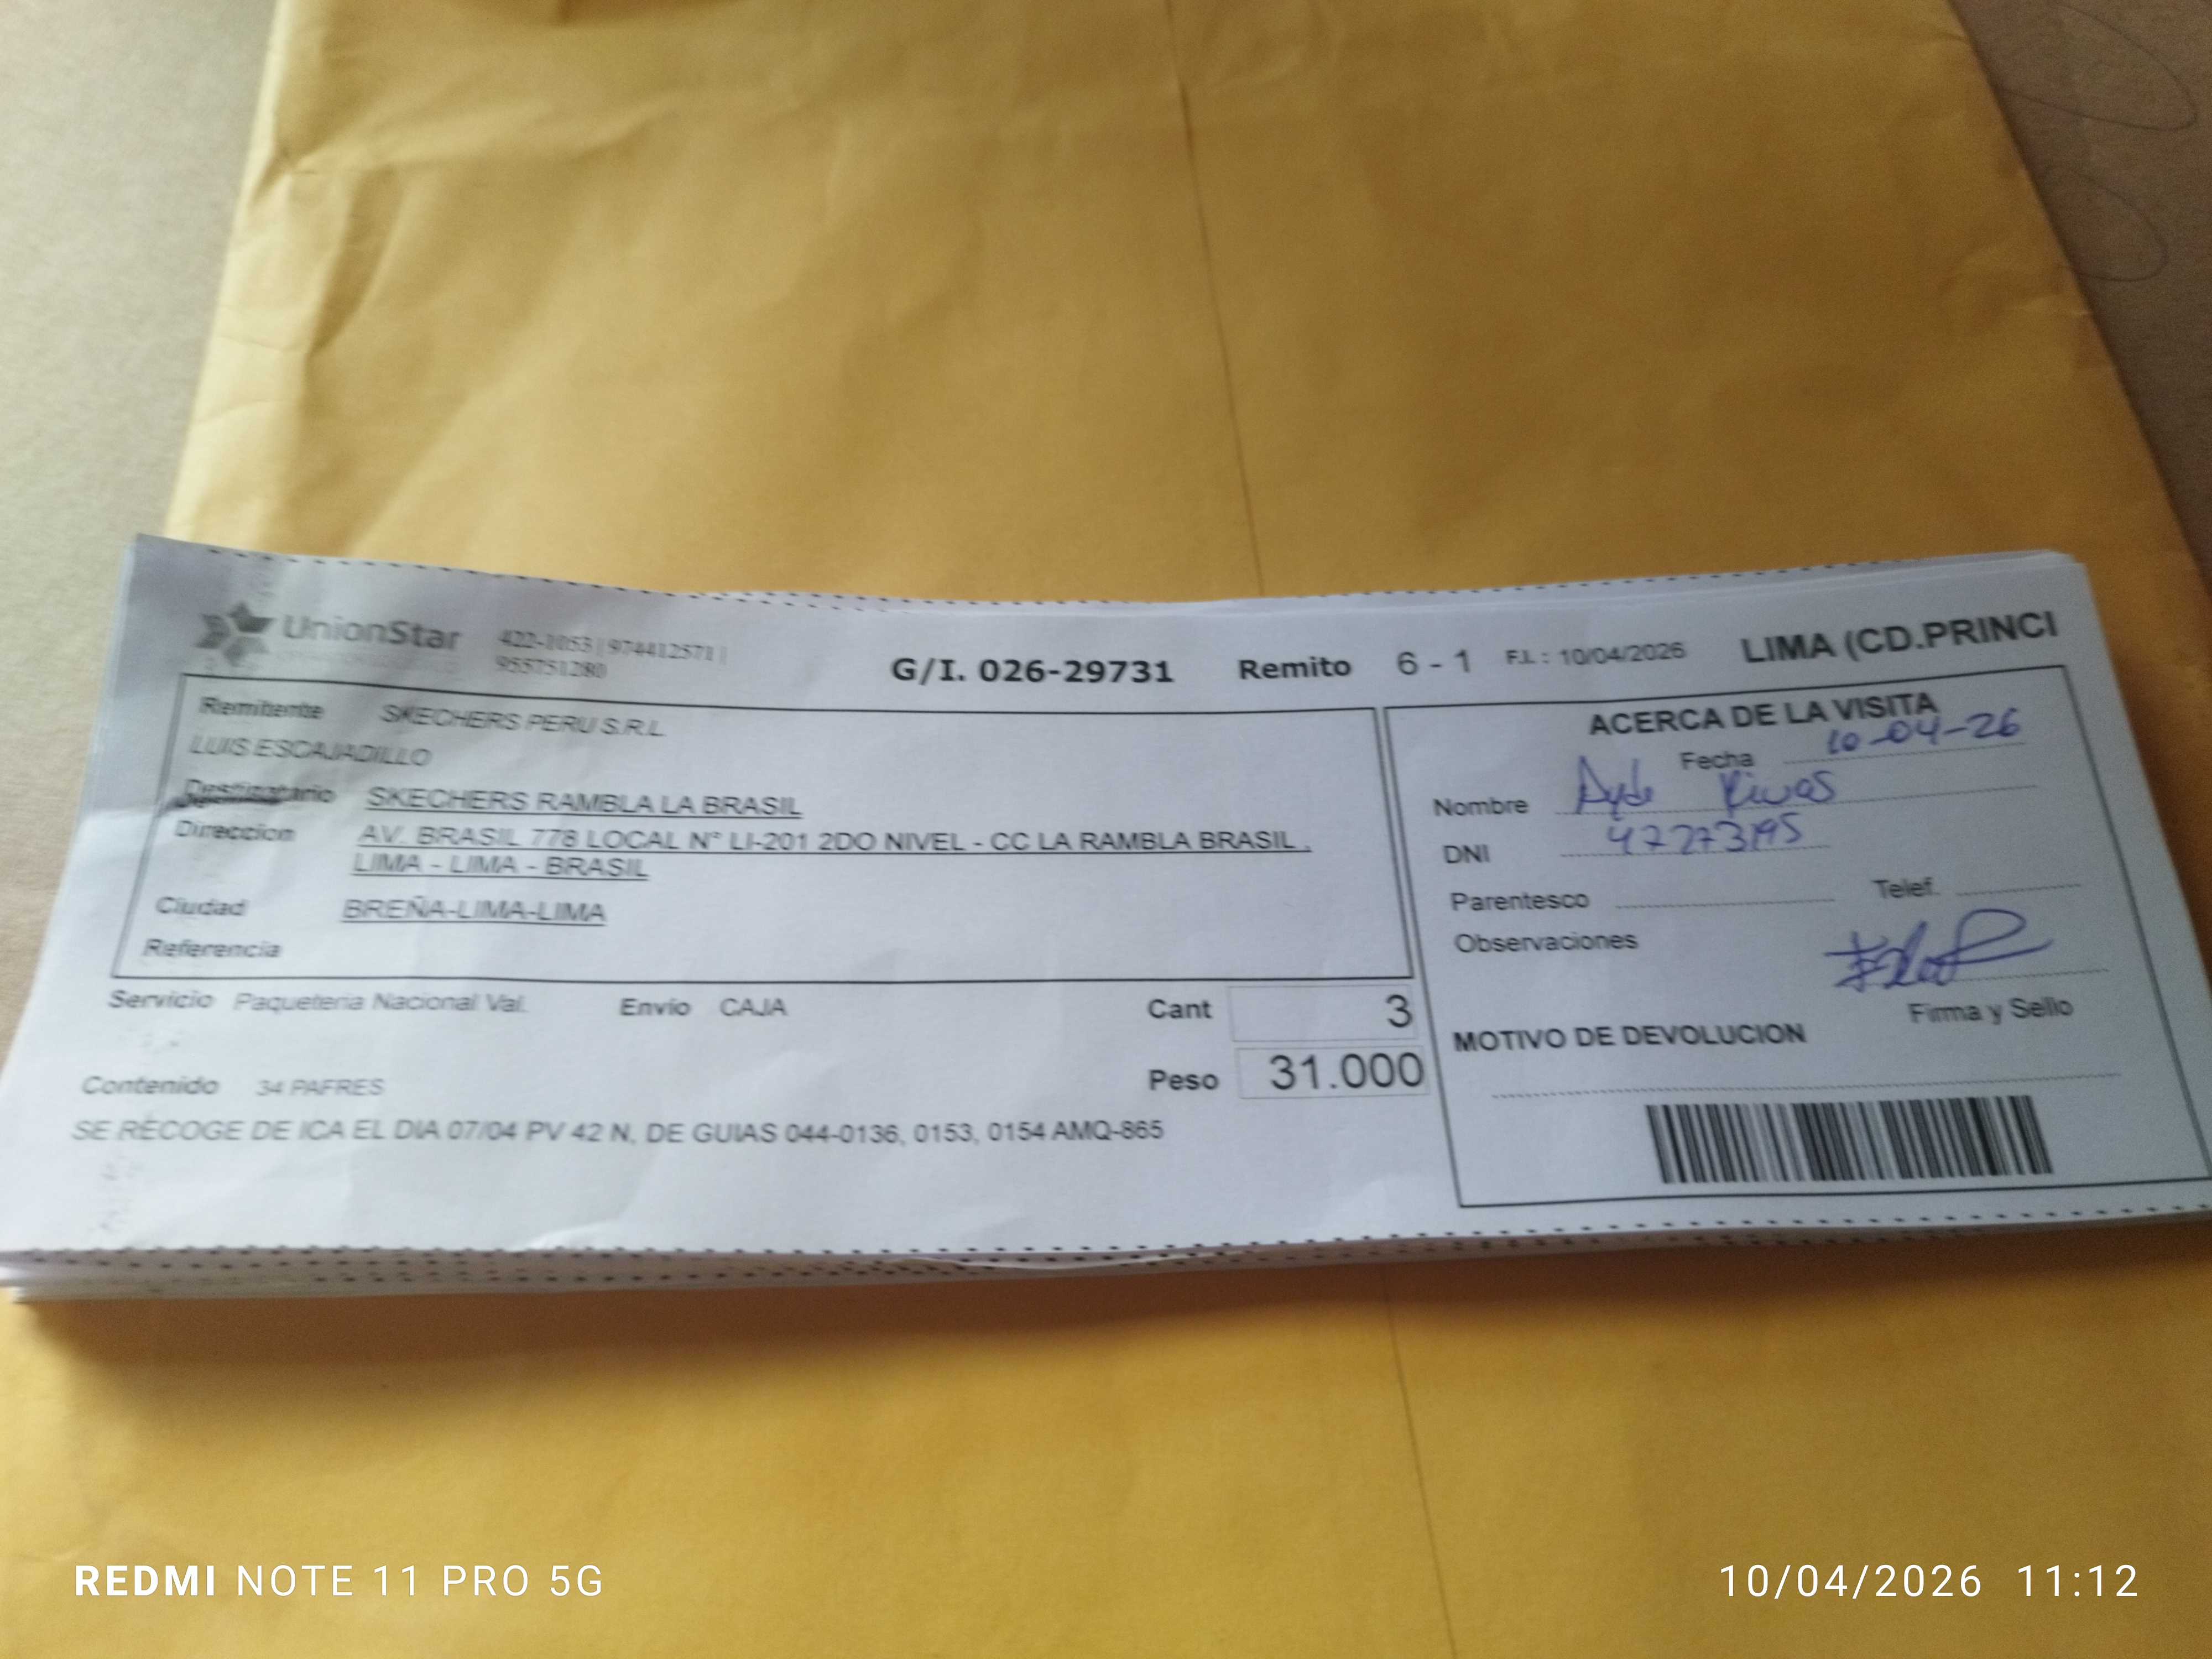 UnionStar 422-1053 | 974412571 |
955751280
G/I. 026-29731 Remito 6 - 1 F.I. : 10/04/2026 LIMA (CD.PRINCI
Remitente SKECHERS PERU S.R.L.
LUIS ESCAJADILLO
Destinatario SKECHERS RAMBLA LA BRASIL
Direccion AV. BRASIL 778 LOCAL N° LI-201 2DO NIVEL - CC LA RAMBLA BRASIL ,
LIMA - LIMA - BRASIL
Ciudad BREÑA-LIMA-LIMA
Referencia
Servicio Paqueteria Nacional Val. Envio CAJA Cant 3
Peso 31.000
Contenido 34 PAFRES
SE RECOGE DE ICA EL DIA 07/04 PV 42 N, DE GUIAS 044-0136, 0153, 0154 AMQ-865
ACERCA DE LA VISITA
Fecha 10-04-26
Nombre Ayde Rivas
DNI 47273195
Parentesco Telef.
Observaciones
Firma y Sello
MOTIVO DE DEVOLUCION
REDMI NOTE 11 PRO 5G
10/04/2026 11:12